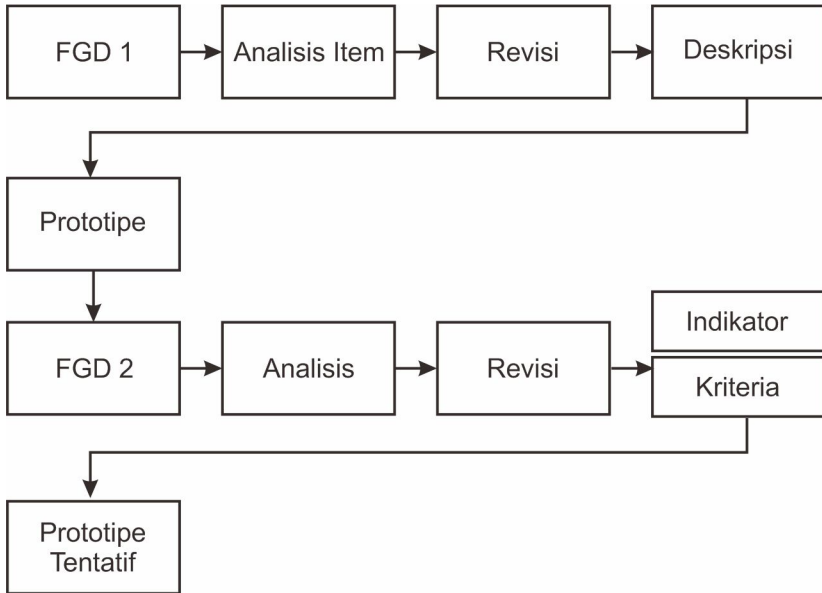 FGD 1
Analisis Item
Revisi
Deskripsi
Prototipe
FGD 2
Analisis
Revisi
Indikator
Kriteria
Prototipe
Tentatif